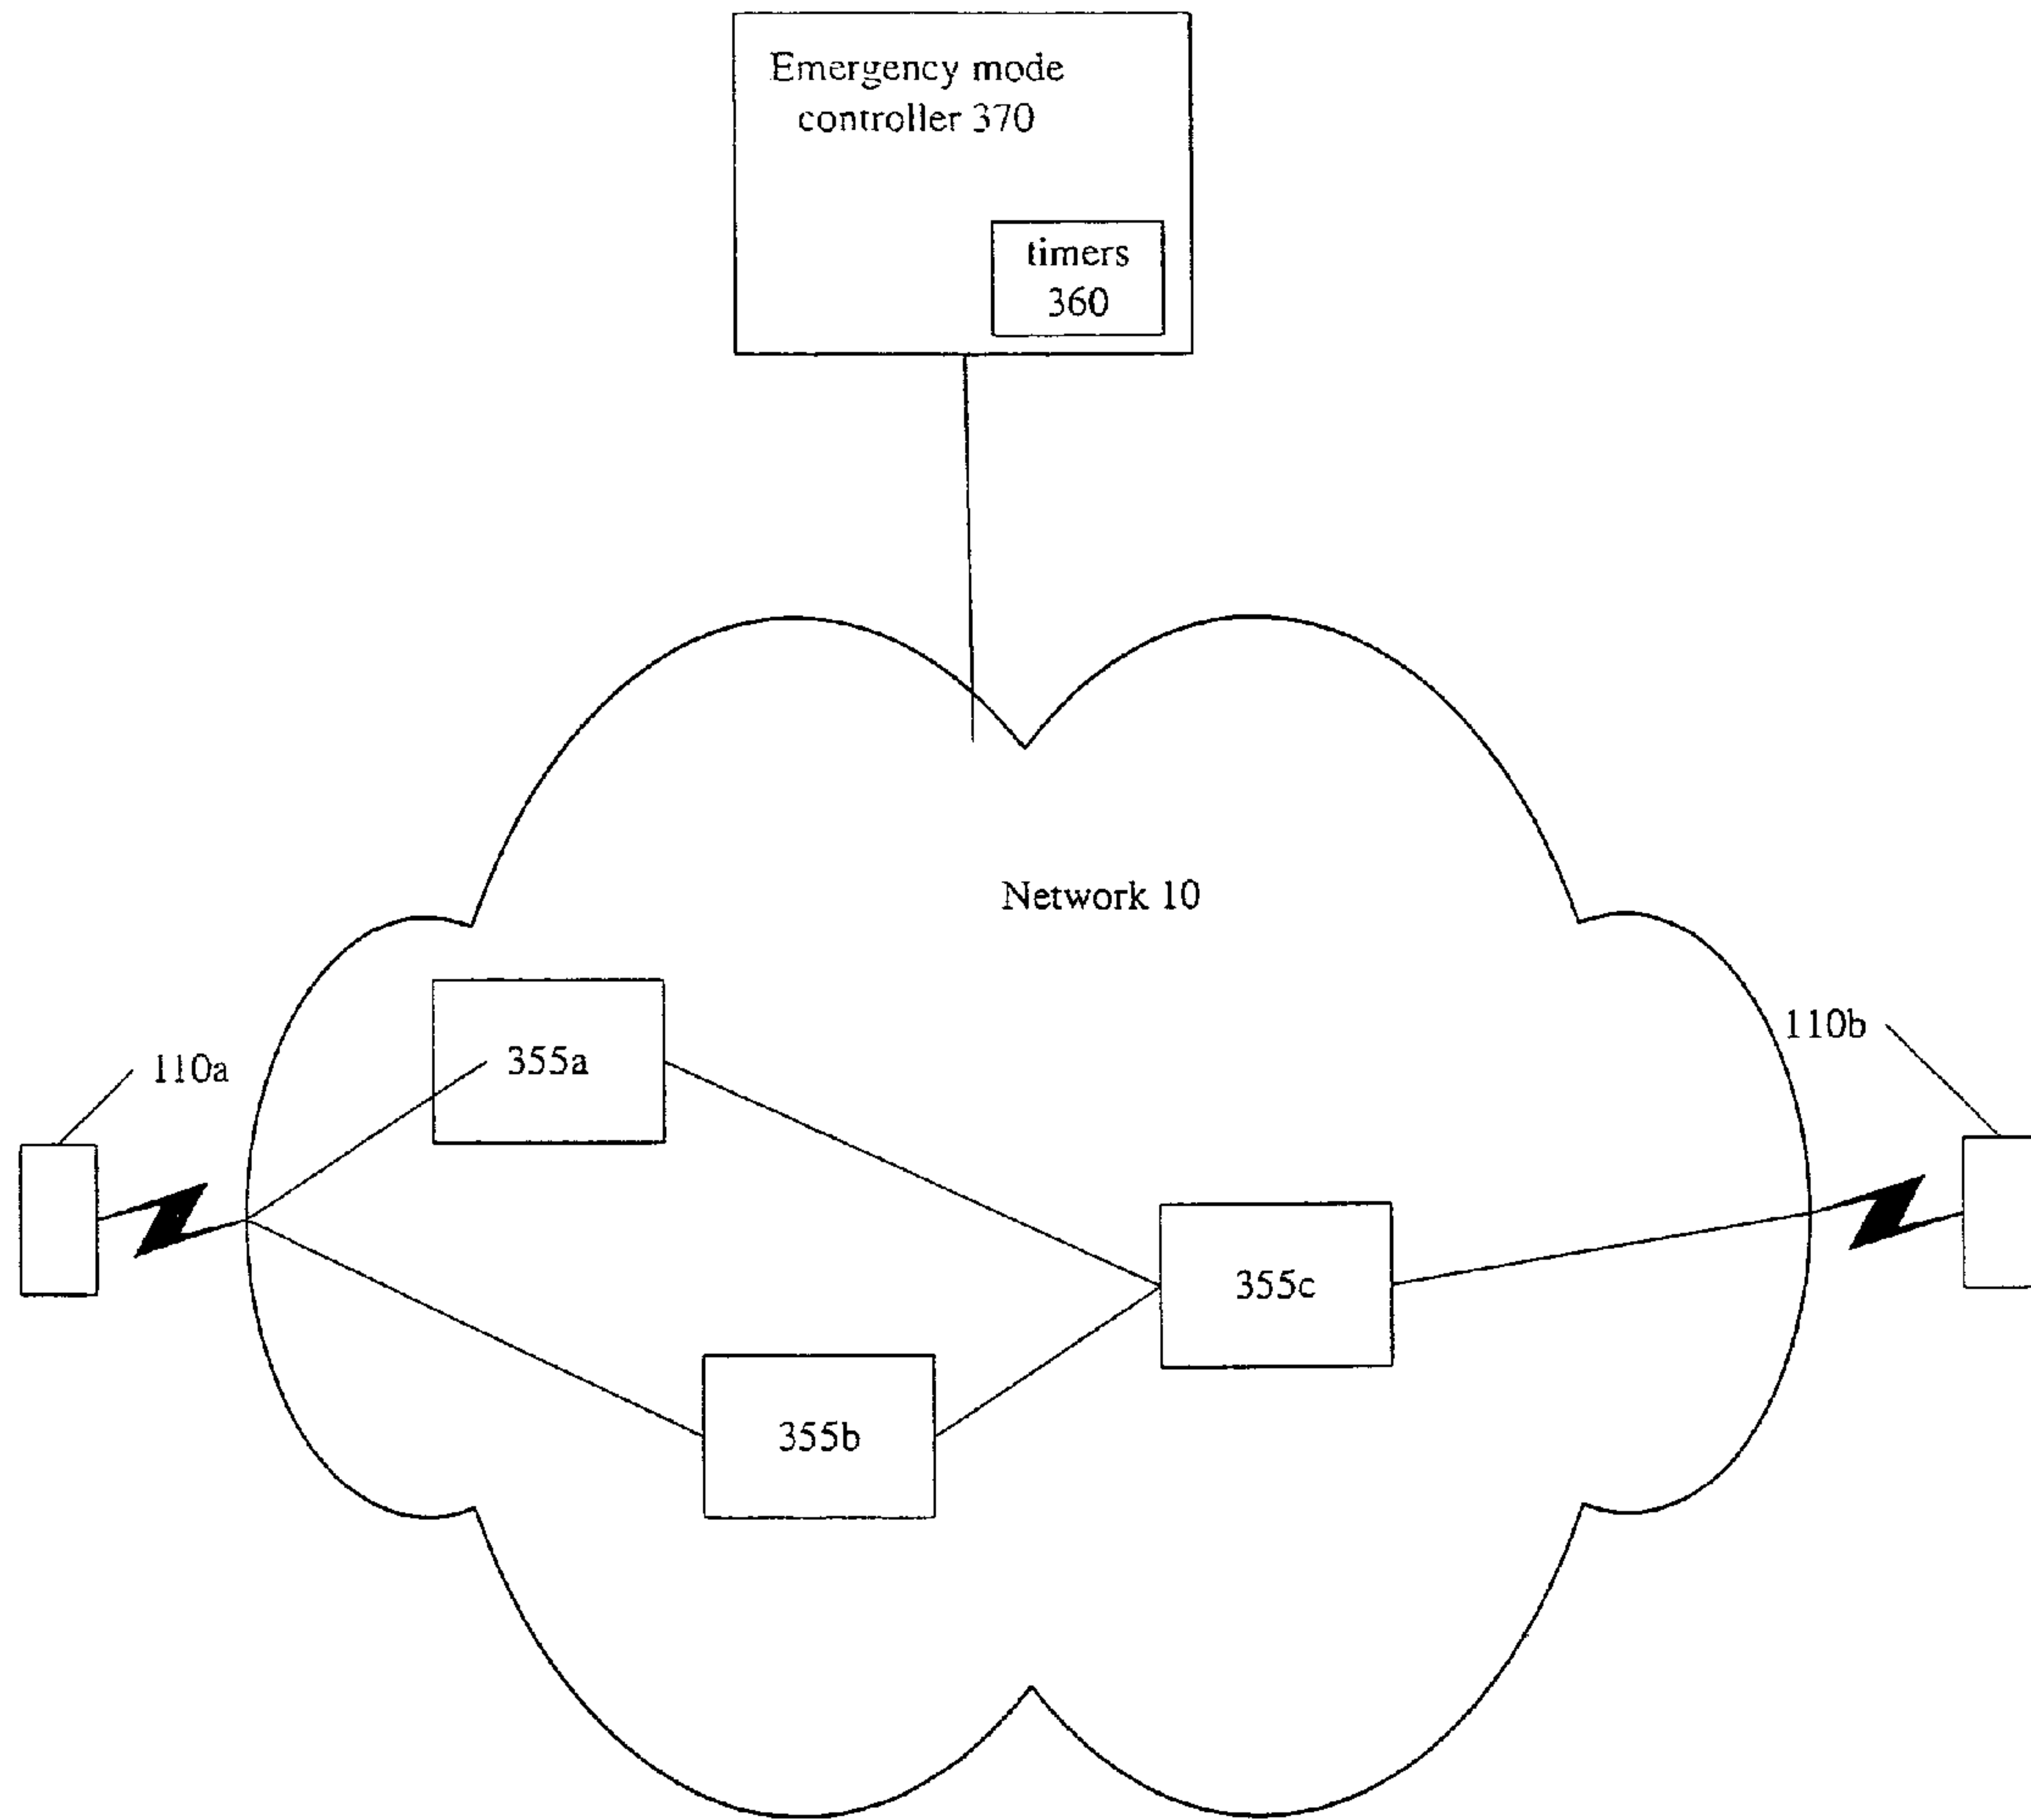 Emergency mode
controller 370
timers
360
Network 10
355a
110a
110b
355c
355b